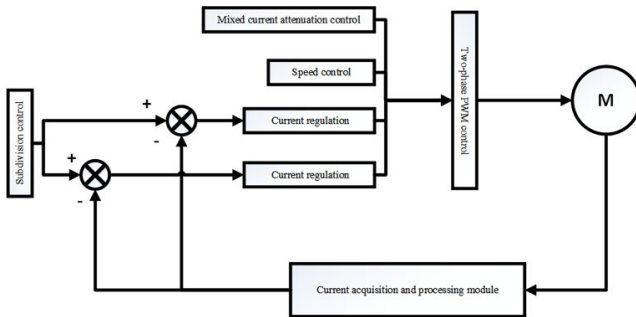 Mixed current attenuation control
Speed control
Two-phase PWM control
M
Subdivision control
+
-
Current regulation
+
-
Current regulation
Current acquisition and processing module